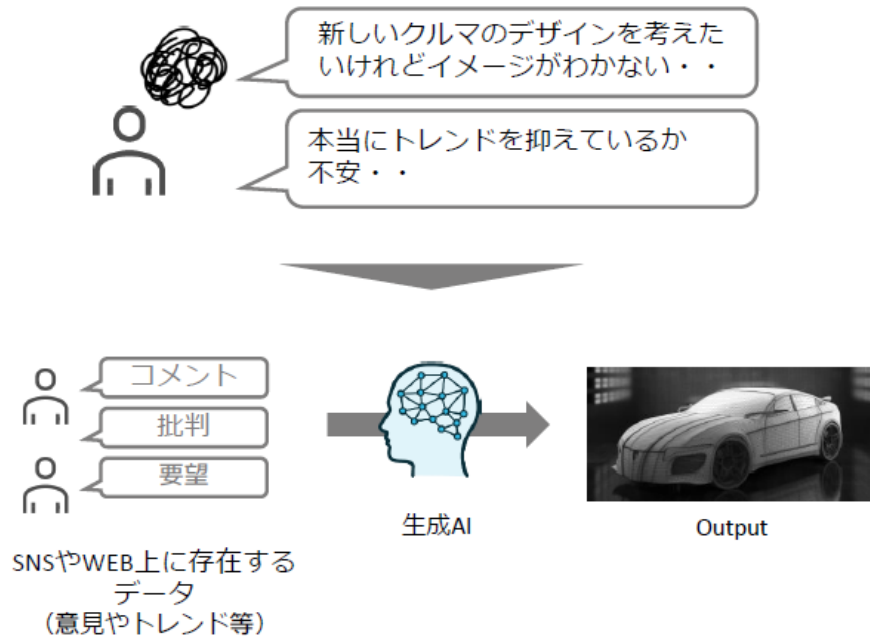 新しいクルマのデザインを考えた
いけれどイメージがわかない・・
本当にトレンドを抑えているか
不安・・
コメント
批判
要望
生成AI
Output
SNSやWEB上に存在する
データ
（意見やトレンド等）